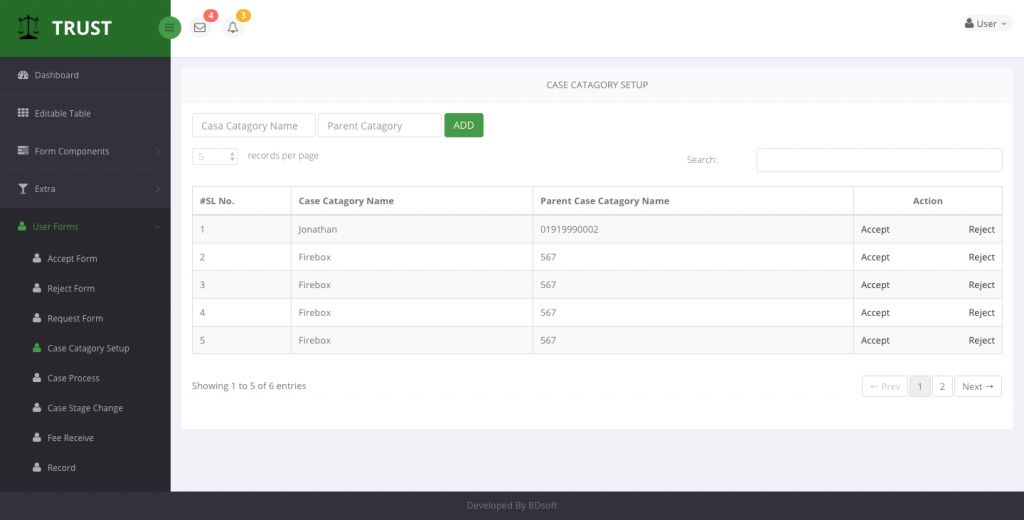 TRUST
4
3
User
Dashboard
Editable Table
Form Components
Extra
User Forms
Accept Form
Reject Form
Request Form
Case Catagory Setup
Case Process
Case Stage Change
Fee Receive
Record
CASE CATAGORY SETUP
Casa Catagory Name Parent Catagory ADD
5 records per page Search:
#SL No. Case Catagory Name Parent Case Catagory Name Action
1 Jonathan 01919990002 Accept Reject
2 Firebox 567 Accept Reject
3 Firebox 567 Accept Reject
4 Firebox 567 Accept Reject
5 Firebox 567 Accept Reject
Showing 1 to 5 of 6 entries ← Prev 1 2 Next →
Developed By BDsoft